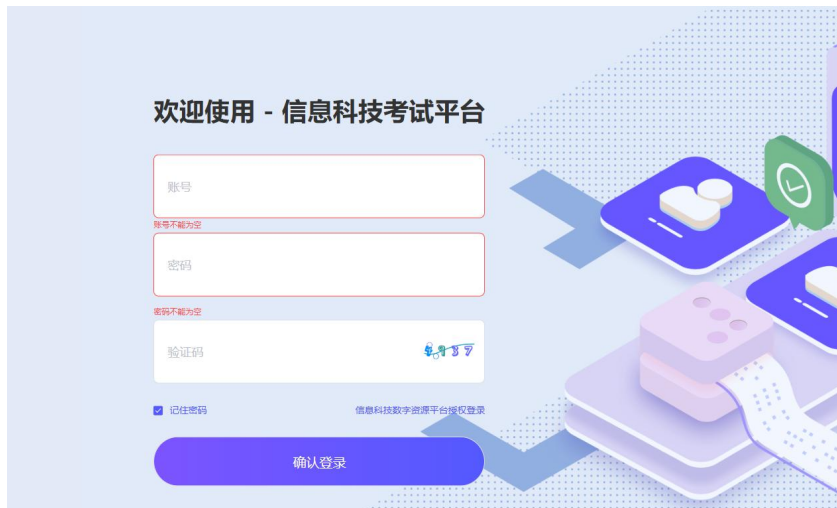 欢迎使用 - 信息科技考试平台
账号
账号不能为空
密码
密码不能为空
验证码
记住密码 信息科技数字资源平台授权登录
确认登录